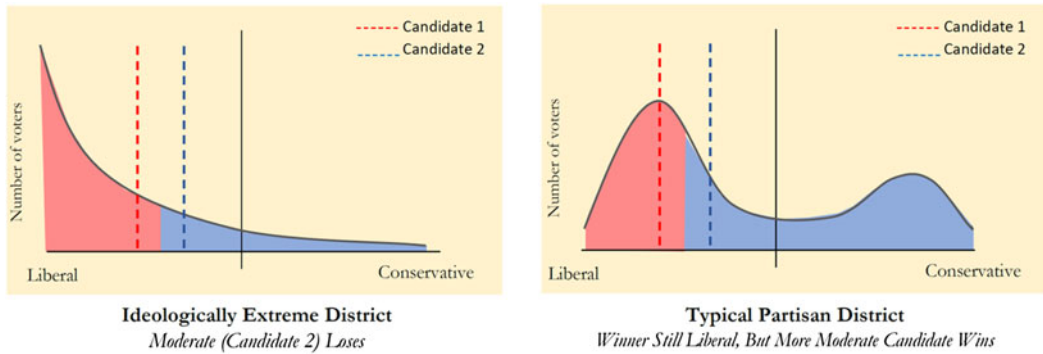 Candidate 1
Candidate 2
Number of voters
Liberal
Conservative
Ideologically Extreme District
Moderate (Candidate 2) Loses
Candidate 1
Candidate 2
Number of voters
Liberal
Conservative
Typical Partisan District
Winner Still Liberal, But More Moderate Candidate Wins